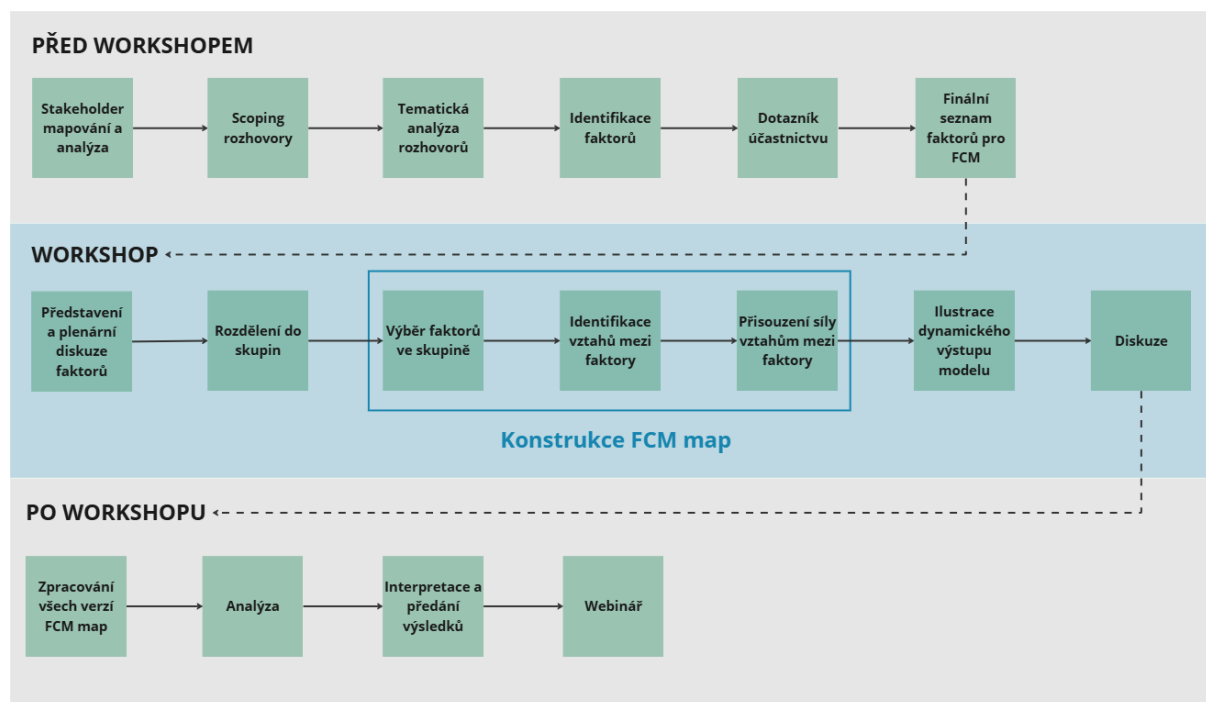 PŘED WORKSHOPEM
Stakeholder
mapování a
analýza
Scoping
rozhovory
Tematická
analýza
rozhovorů
Identifikace
faktorů
Dotazník
účastnictvu
Finální
seznam
faktorů pro
FCM
WORKSHOP
Představení
a plenární
diskuze
faktorů
Rozdělení do
skupin
Výběr faktorů
ve skupině
Identifikace
vztahů mezi
faktory
Přisouzení síly
vztahům mezi
faktory
Ilustrace
dynamického
výstupu
modelu
Diskuze
Konstrukce FCM map
PO WORKSHOPU
Zpracování
všech verzí
FCM map
Analýza
Interpretace a
předání
výsledků
Webinář